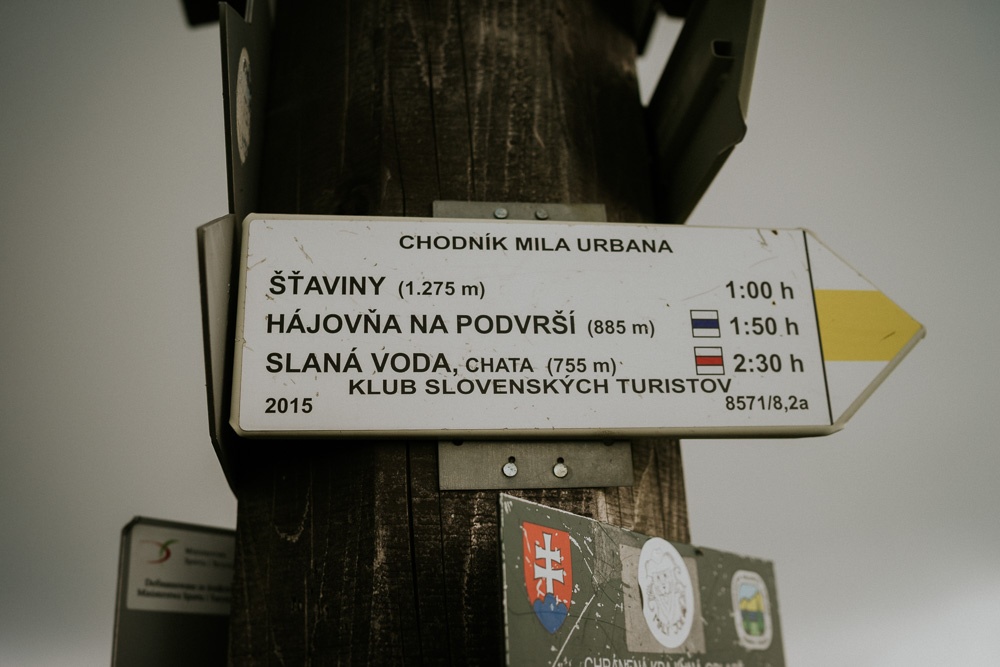 CHODNÍK MILA URBANA
ŠŤAVINY (1.275 m) 1:00 h
HÁJOVŇA NA PODVRŠÍ (885 m) 1:50 h
SLANÁ VODA, CHATA (755 m) 2:30 h
KLUB SLOVENSKÝCH TURISTOV
2015 8571/8,2a